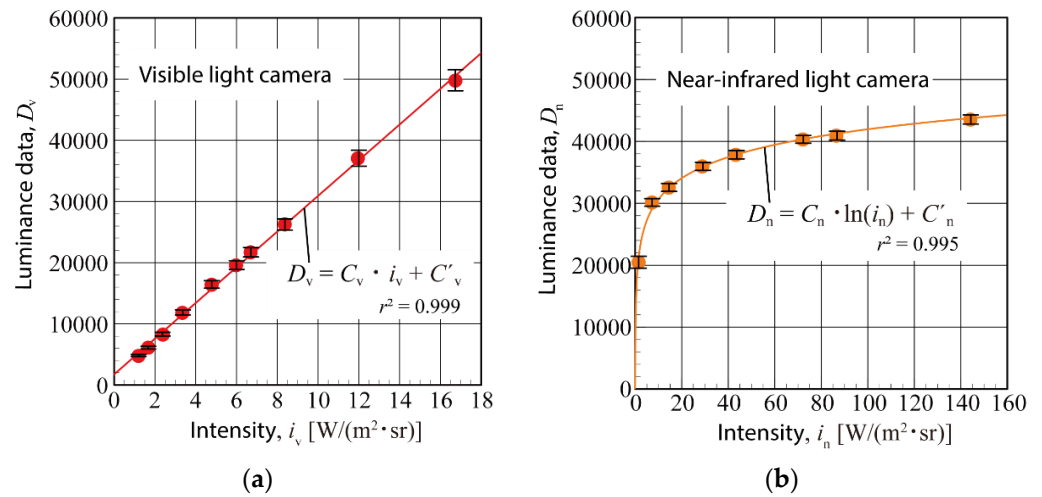 60000
50000
40000
30000
20000
10000
0
Luminance data, Dᵥ
Visible light camera
Dᵥ = Cᵥ · iᵥ + C′ᵥ
r² = 0.999
0 2 4 6 8 10 12 14 16 18
Intensity, iᵥ [W/(m²·sr)]
(a)
60000
50000
40000
30000
20000
10000
0
Luminance data, Dₙ
Near-infrared light camera
Dₙ = Cₙ · ln(iₙ) + C′ₙ
r² = 0.995
0 20 40 60 80 100 120 140 160
Intensity, iₙ [W/(m²·sr)]
(b)